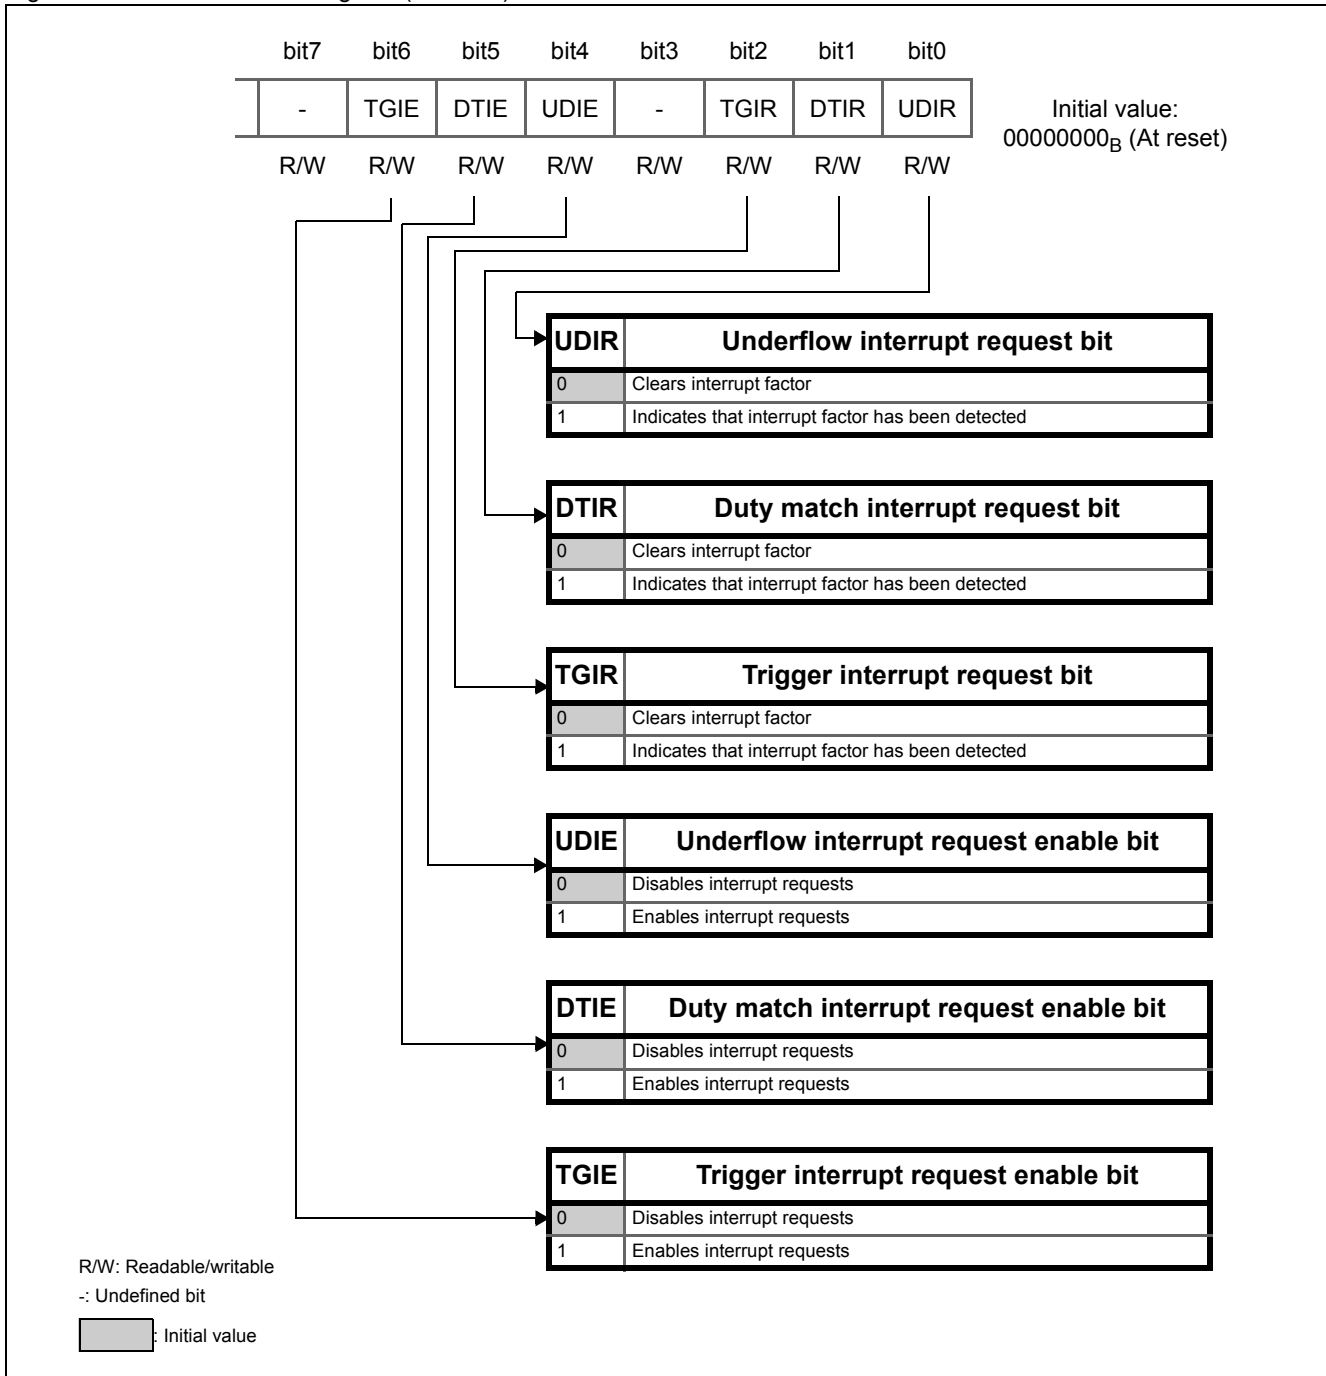 bit7 bit6 bit5 bit4 bit3 bit2 bit1 bit0
- TGIE DTIE UDIE - TGIR DTIR UDIR
Initial value:
00000000B (At reset)
R/W R/W R/W R/W R/W R/W R/W R/W
UDIR Underflow interrupt request bit
0 Clears interrupt factor
1 Indicates that interrupt factor has been detected
DTIR Duty match interrupt request bit
0 Clears interrupt factor
1 Indicates that interrupt factor has been detected
TGIR Trigger interrupt request bit
0 Clears interrupt factor
1 Indicates that interrupt factor has been detected
UDIE Underflow interrupt request enable bit
0 Disables interrupt requests
1 Enables interrupt requests
DTIE Duty match interrupt request enable bit
0 Disables interrupt requests
1 Enables interrupt requests
TGIE Trigger interrupt request enable bit
0 Disables interrupt requests
1 Enables interrupt requests
R/W: Readable/writable
-: Undefined bit
: Initial value